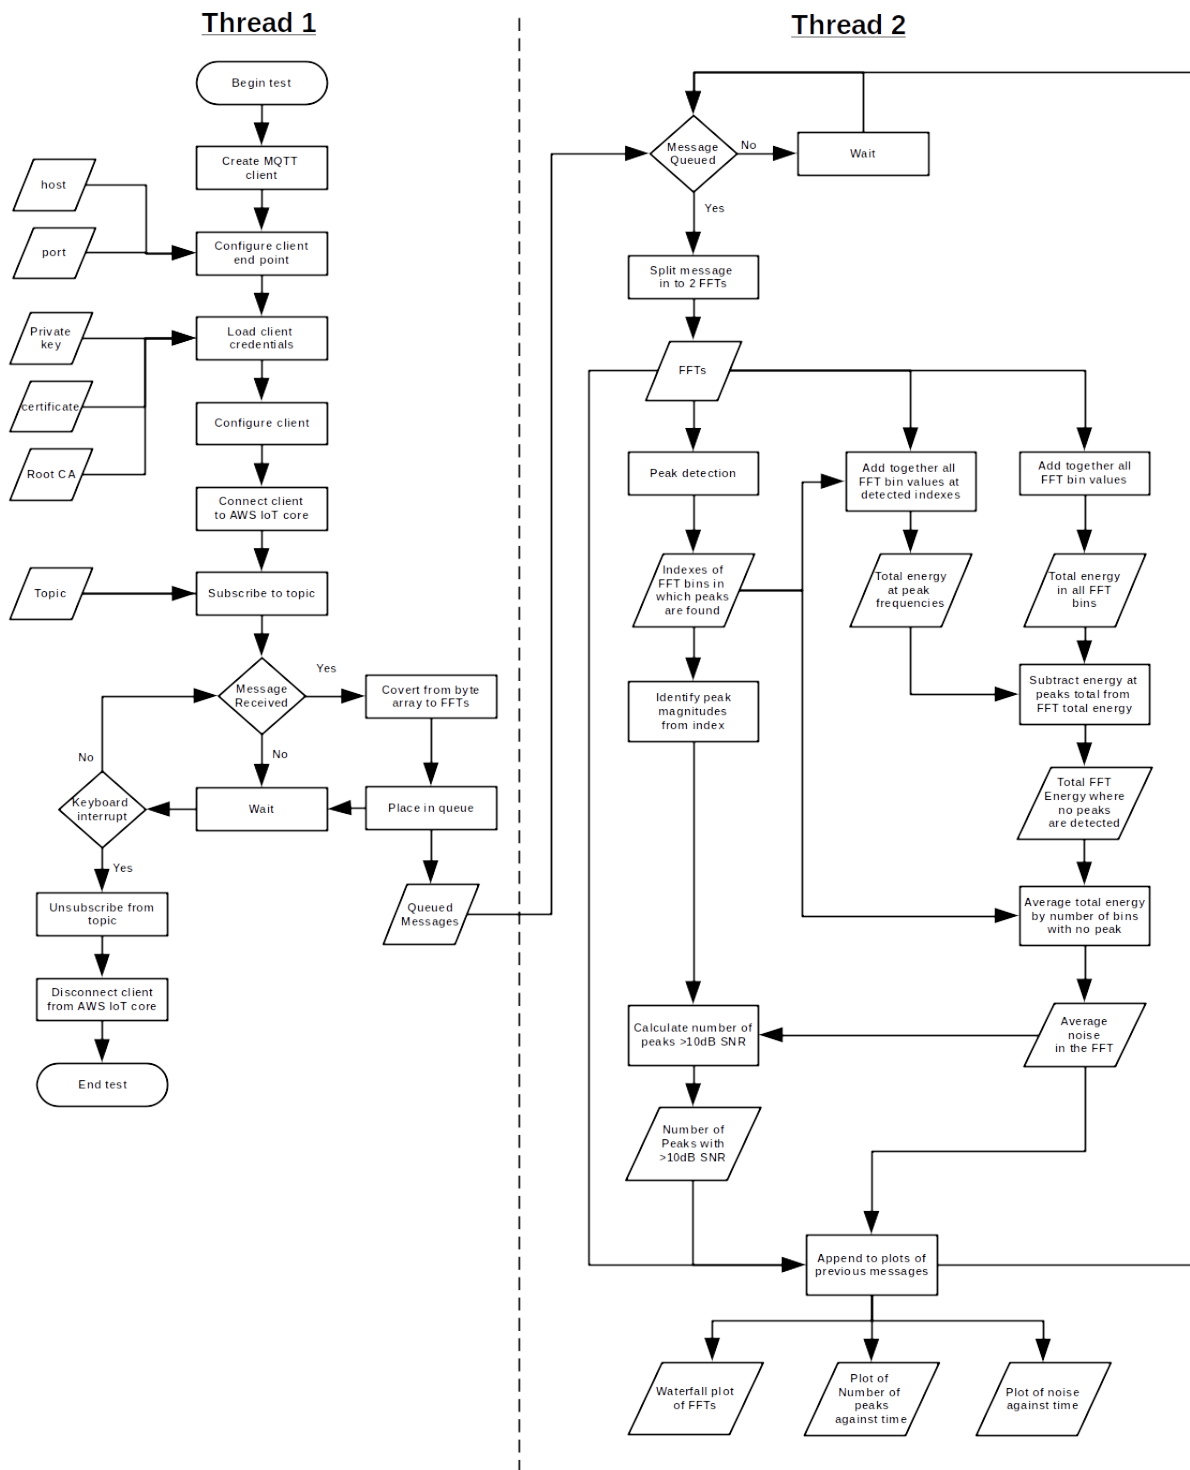 Thread 1
Begin test
Create MQTT
client
host
port
Configure client
end point
Private
key
certificate
Root CA
Load client
credentials
Configure client
Connect client
to AWS IoT core
Topic
Subscribe to topic
Message
Received
Yes
No
Covert from byte
array to FFTs
Place in queue
Queued
Messages
Wait
Keyboard
interrupt
No
Yes
Unsubscribe from
topic
Disconnect client
from AWS IoT core
End test
Thread 2
Message
Queued
No
Wait
Yes
Split message
in to 2 FFTs
FFTs
Peak detection
Add together all
FFT bin values at
detected indexes
Add together all
FFT bin values
Indexes of
FFT bins in
which peaks
are found
Total energy
at peak
frequencies
Total energy
in all FFT
bins
Identify peak
magnitudes
from index
Subtract energy at
peaks total from
FFT total energy
Total FFT
Energy where
no peaks
are detected
Average total energy
by number of bins
with no peak
Calculate number of
peaks >10dB SNR
Average
noise
in the FFT
Number of
Peaks with
>10dB SNR
Append to plots of
previous messages
Waterfall plot
of FFTs
Plot of
Number of
peaks
against time
Plot of noise
against time